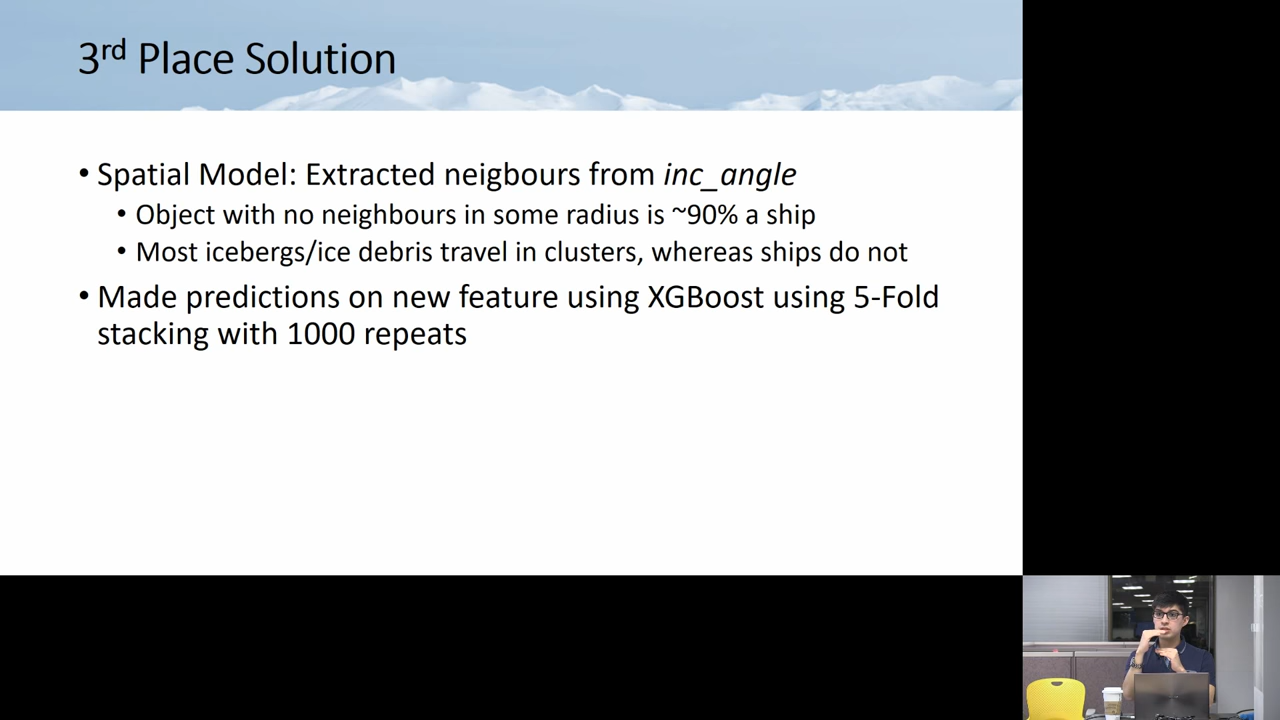 3rd Place Solution
• Spatial Model: Extracted neigbours from inc_angle
• Object with no neighbours in some radius is ~90% a ship
• Most icebergs/ice debris travel in clusters, whereas ships do not
• Made predictions on new feature using XGBoost using 5-Fold
stacking with 1000 repeats